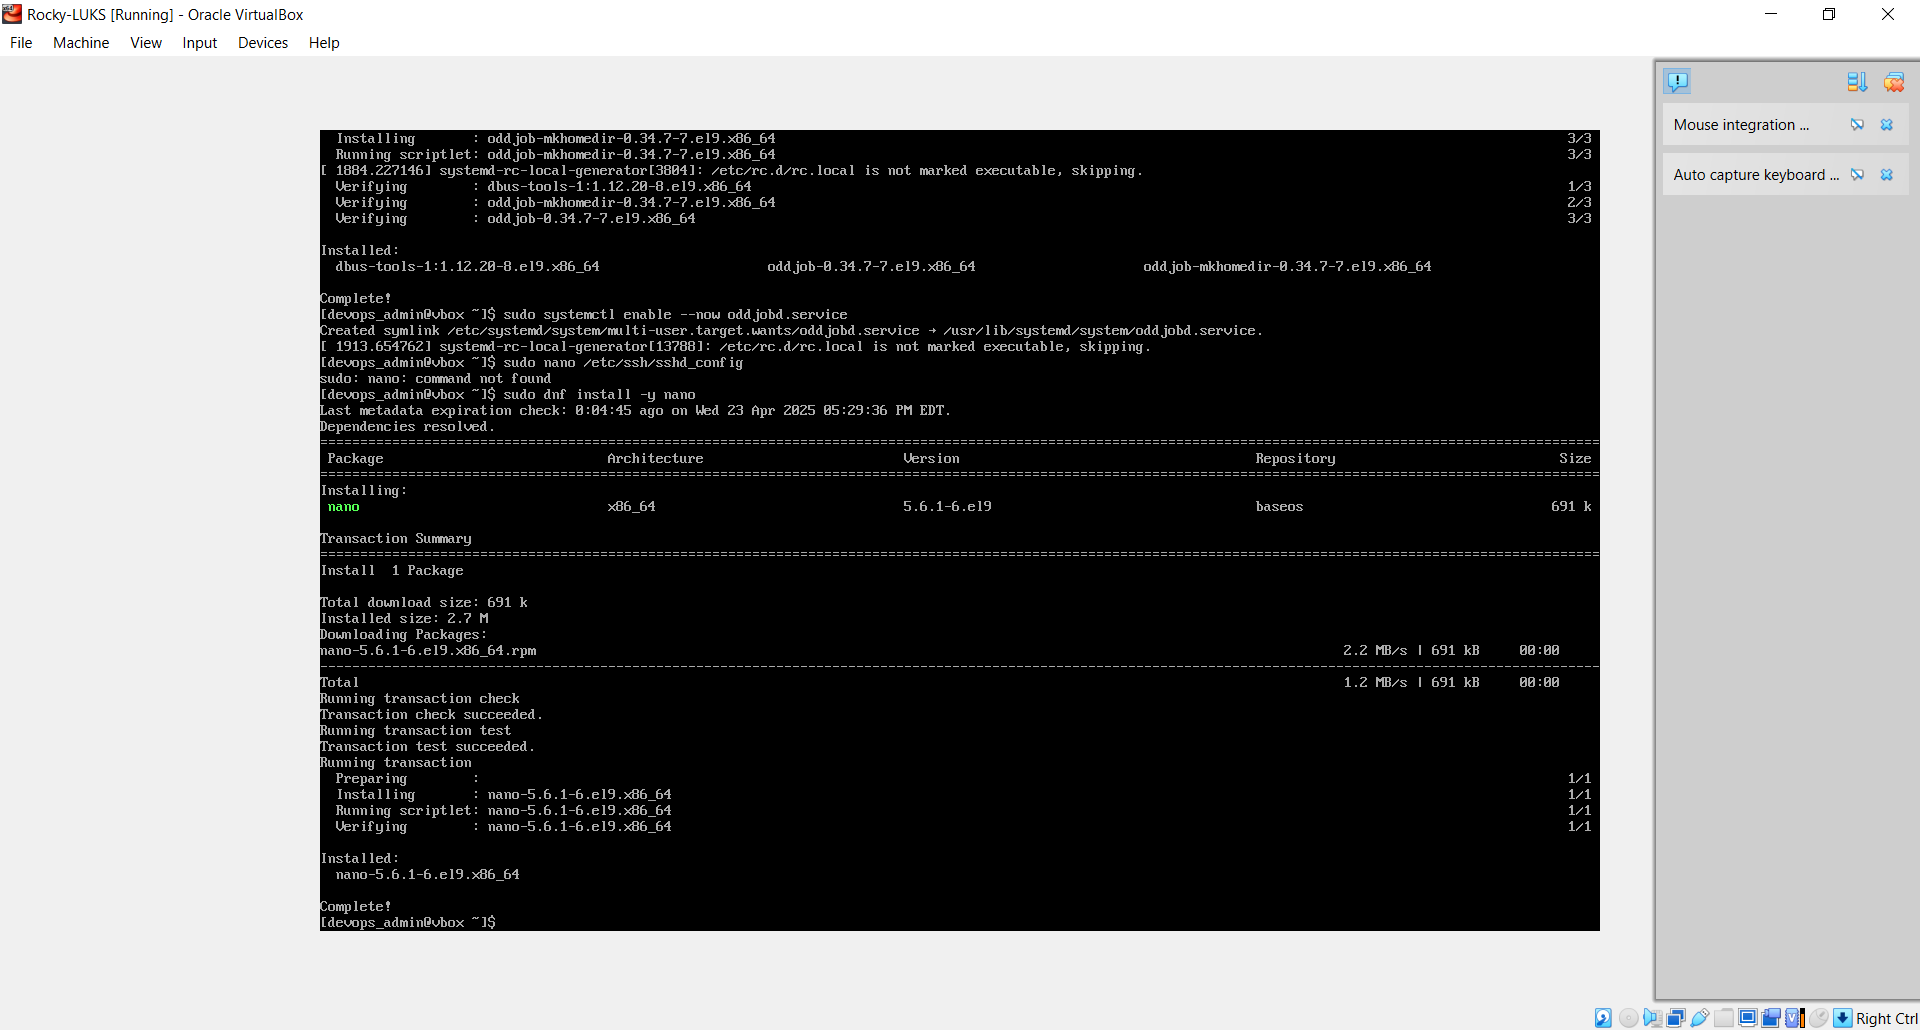 Rocky-LUKS [Running] - Oracle VirtualBox
File Machine View Input Devices Help
Mouse integration ...
Auto capture keyboard ...
Installing : oddjob-mkhomedir-0.34.7-7.el9.x86_64 3/3
Running scriptlet: oddjob-mkhomedir-0.34.7-7.el9.x86_64 3/3
[ 1884.227146] systemd-rc-local-generator[3804]: /etc/rc.d/rc.local is not marked executable, skipping.
Verifying : dbus-tools-1:1.12.20-8.el9.x86_64 1/3
Verifying : oddjob-mkhomedir-0.34.7-7.el9.x86_64 2/3
Verifying : oddjob-0.34.7-7.el9.x86_64 3/3
Installed:
dbus-tools-1:1.12.20-8.el9.x86_64 oddjob-0.34.7-7.el9.x86_64 oddjob-mkhomedir-0.34.7-7.el9.x86_64
Complete!
[devops_admin@vbox ~]$ sudo systemctl enable --now oddjobd.service
Created symlink /etc/systemd/system/multi-user.target.wants/oddjobd.service → /usr/lib/systemd/system/oddjobd.service.
[ 1913.654762] systemd-rc-local-generator[13788]: /etc/rc.d/rc.local is not marked executable, skipping.
[devops_admin@vbox ~]$ sudo nano /etc/ssh/sshd_config
sudo: nano: command not found
[devops_admin@vbox ~]$ sudo dnf install -y nano
Last metadata expiration check: 0:04:45 ago on Wed 23 Apr 2025 05:29:36 PM EDT.
Dependencies resolved.
Package Architecture Version Repository Size
Installing:
nano x86_64 5.6.1-6.el9 baseos 691 k
Transaction Summary
Install 1 Package
Total download size: 691 k
Installed size: 2.7 M
Downloading Packages:
nano-5.6.1-6.el9.x86_64.rpm 2.2 MB/s | 691 kB 00:00
Total 1.2 MB/s | 691 kB 00:00
Running transaction check
Transaction check succeeded.
Running transaction test
Transaction test succeeded.
Running transaction
Preparing : 1/1
Installing : nano-5.6.1-6.el9.x86_64 1/1
Running scriptlet: nano-5.6.1-6.el9.x86_64 1/1
Verifying : nano-5.6.1-6.el9.x86_64 1/1
Installed:
nano-5.6.1-6.el9.x86_64
Complete!
[devops_admin@vbox ~]$
Right Ctrl